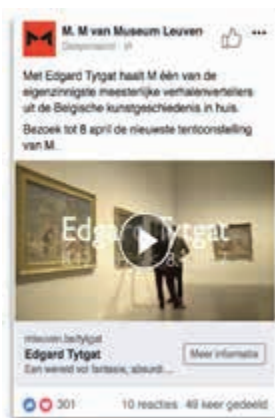 M. M van Museum Leuven
Gesponsord
Met Edgard Tytgat haalt M één van de
eigenzinnigste meesterlijke verhalenvertellers
uit de Belgische kunstgeschiedenis in huis.
Bezoek tot 8 april de nieuwste tentoonstelling
van M.
Edgard Tytgat
mleuven.be/tytgat
Edgard Tytgat
Meer informatie
Een wereld vol fantasie, absurdi...
301
10 reacties 49 keer gedeeld